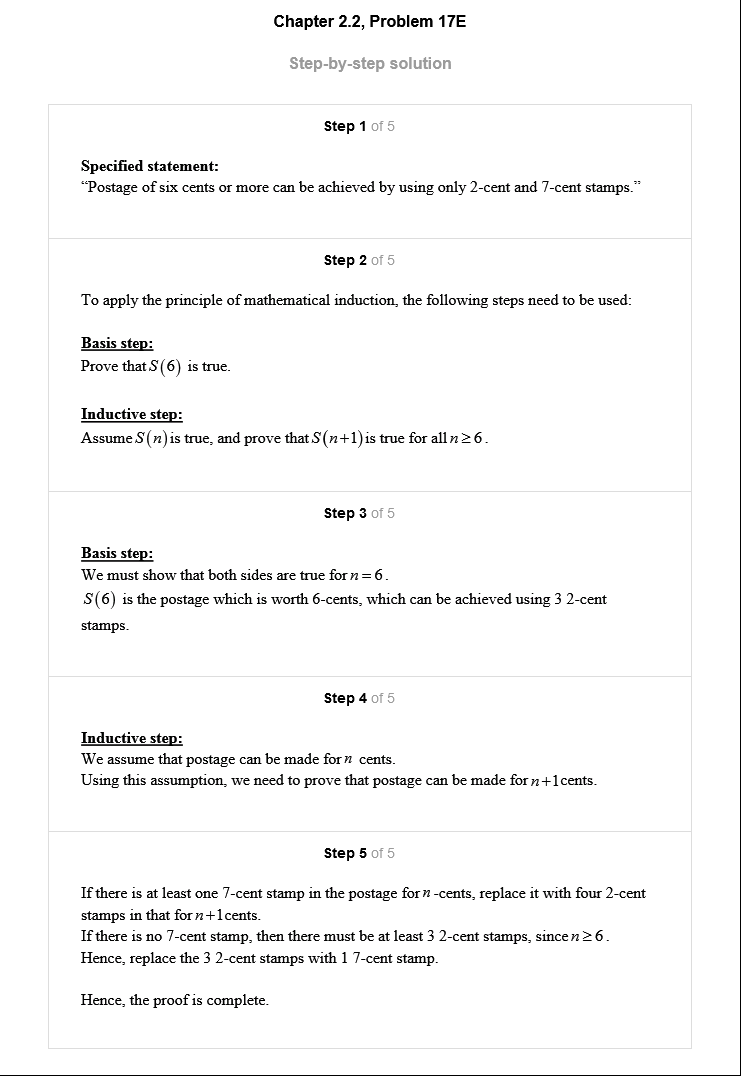 Chapter 2.2, Problem 17E
Step-by-step solution
Step 1 of 5
Specified statement:
“Postage of six cents or more can be achieved by using only 2-cent and 7-cent stamps.”
Step 2 of 5
To apply the principle of mathematical induction, the following steps need to be used:
Basis step:
Prove that S(6) is true.
Inductive step:
Assume S(n) is true, and prove that S(n+1) is true for all n≥6.
Step 3 of 5
Basis step:
We must show that both sides are true for n=6.
S(6) is the postage which is worth 6-cents, which can be achieved using 3 2-cent
stamps.
Step 4 of 5
Inductive step:
We assume that postage can be made for n cents.
Using this assumption, we need to prove that postage can be made for n+1 cents.
Step 5 of 5
If there is at least one 7-cent stamp in the postage for n-cents, replace it with four 2-cent
stamps in that for n+1 cents.
If there is no 7-cent stamp, then there must be at least 3 2-cent stamps, since n≥6.
Hence, replace the 3 2-cent stamps with 1 7-cent stamp.
Hence, the proof is complete.